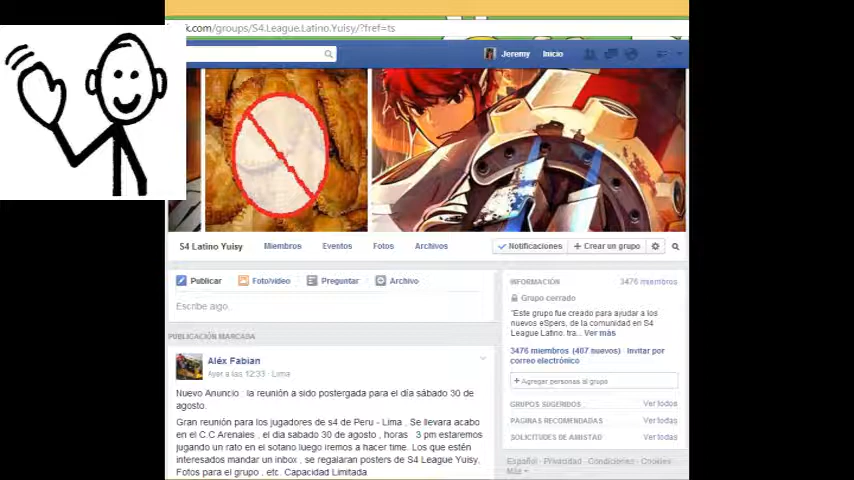 k.com/groups/S4.League.Latino.Yuisy/?fref=ts
Jeremy Inicio
S4 Latino Yuisy Miembros Eventos Fotos Archivos
Notificaciones + Crear un grupo
Publicar Foto/vídeo Preguntar Archivo
Escribe algo...
PUBLICACIÓN MARCADA
Aléx Fabian
Ayer a las 12:33 · Lima
Nuevo Anuncio : la reunión a sido postergada para el día sábado 30 de
agosto.
Gran reunión para los jugadores de s4 de Peru - Lima , Se llevara acabo
en el C.C Arenales , el dia sabado 30 de agosto , horas 3 pm estaremos
jugando un rato en el sotano luego iremos a hacer time. Los que estén
interesados mandar un inbox , se regalaran posters de S4 League Yuisy,
Fotos para el grupo , etc. Capacidad Limitada
INFORMACIÓN 3476 miembros
Grupo cerrado
"Este grupo fue creado para ayudar a los
nuevos eSpers, de la comunidad en S4
League Latino. tra... Ver más
3476 miembros (467 nuevos) · Invitar por
correo electrónico
+ Agregar personas al grupo
GRUPOS SUGERIDOS Ver todos
PÁGINAS RECOMENDADAS Ver todas
SOLICITUDES DE AMISTAD Ver todas
Español · Privacidad · Condiciones · Cookies ·
Más